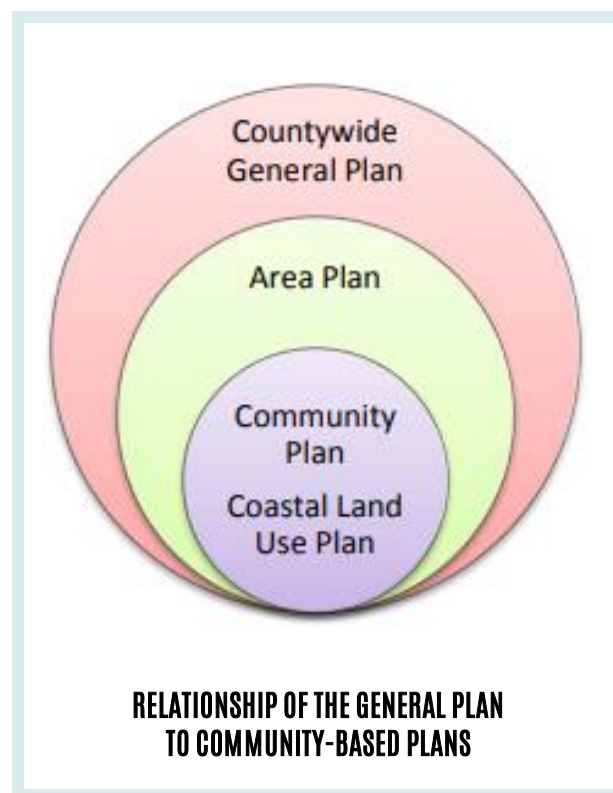 Countywide
General Plan
Area Plan
Community
Plan
Coastal Land
Use Plan
RELATIONSHIP OF THE GENERAL PLAN
TO COMMUNITY-BASED PLANS